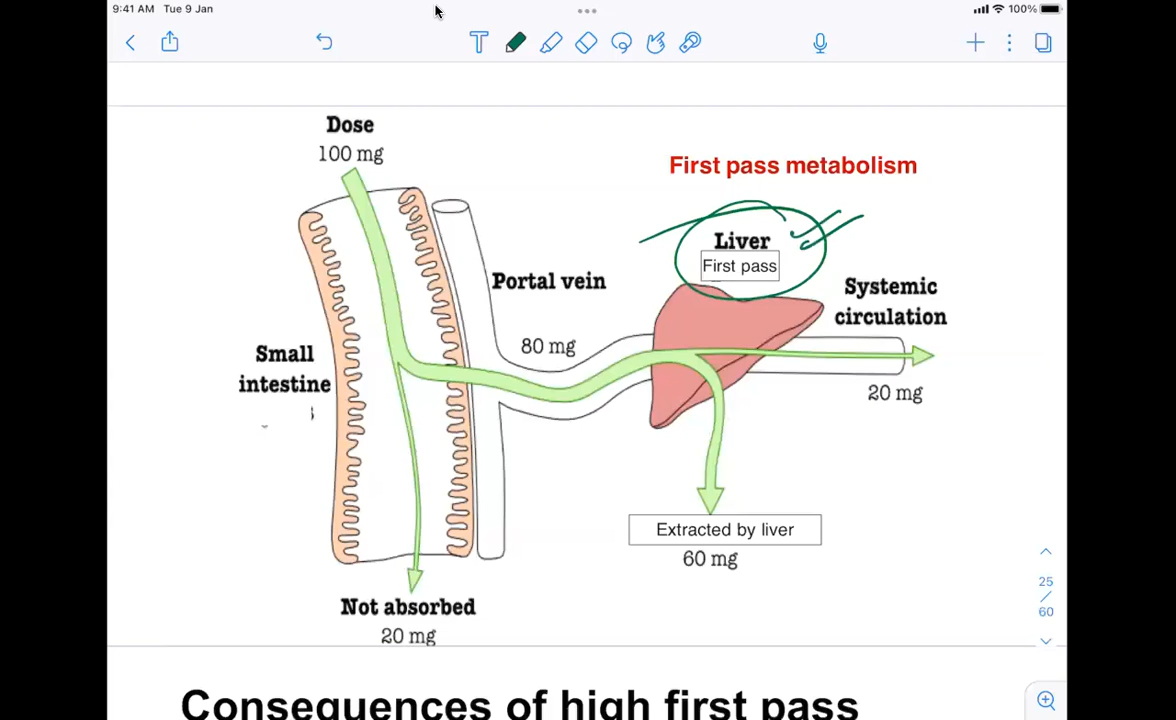 9:41 AM Tue 9 Jan
100%
Dose
100 mg
First pass metabolism
Liver
First pass
Portal vein
Systemic
circulation
80 mg
Small
intestine
20 mg
Extracted by liver
60 mg
25
/
60
Not absorbed
20 mg
Consequences of high first pass